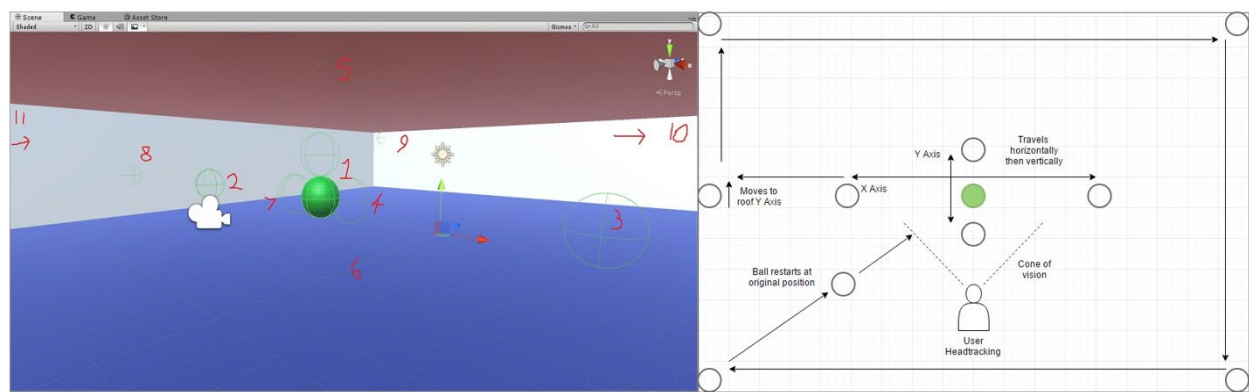 Scene
Game
Asset Store
Shaded
2D
Gizmos
All
y
x
Persp
5
11
10
9
8
1
2
7
4
3
6
Travels
horizontally
then vertically
Y Axis
X Axis
Moves to
roof Y Axis
Ball restarts at
original position
Cone of
vision
User
Headtracking